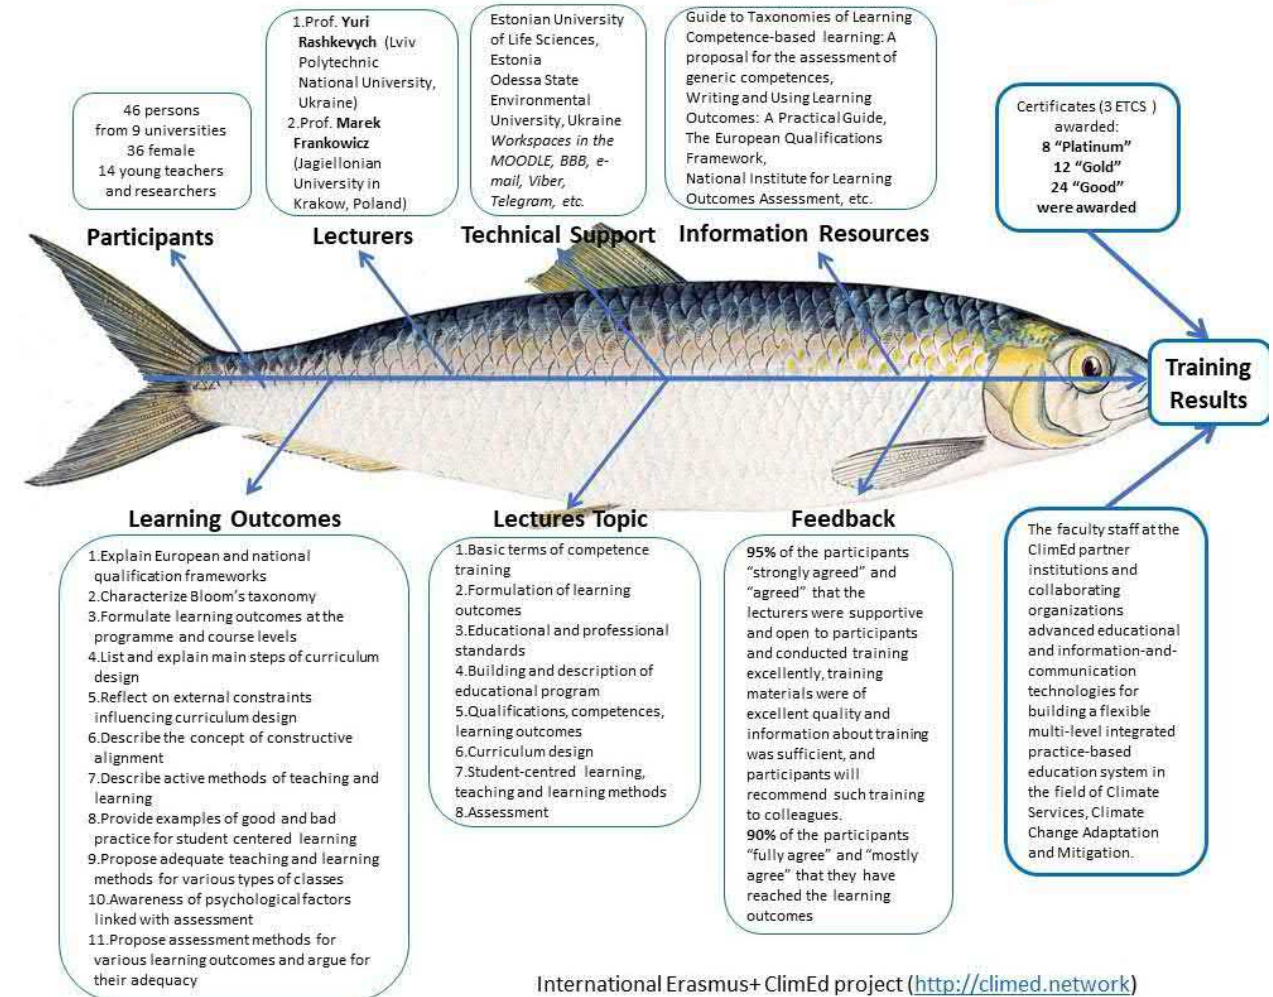 46 persons
from 9 universities
36 female
14 young teachers
and researchers
Participants
1.Prof. Yuri
Rashkevych (Lviv
Polytechnic
National University,
Ukraine)
2.Prof. Marek
Frankowicz
(Jagiellonian
University in
Krakow, Poland)
Lecturers
Estonian University
of Life Sciences,
Estonia
Odessa State
Environmental
University, Ukraine
Workspaces in the
MOODLE, BBB, e-
mail, Viber,
Telegram, etc.
Technical Support
Guide to Taxonomies of Learning
Competence-based learning: A
proposal for the assessment of
generic competences,
Writing and Using Learning
Outcomes: A Practical Guide,
The European Qualifications
Framework,
National Institute for Learning
Outcomes Assessment, etc.
Information Resources
Certificates (3 ETCS )
awarded:
8 “Platinum”
12 “Gold”
24 “Good”
were awarded
Training
Results
Learning Outcomes
1.Explain European and national
qualification frameworks
2.Characterize Bloom’s taxonomy
3.Formulate learning outcomes at the
programme and course levels
4.List and explain main steps of curriculum
design
5.Reflect on external constraints
influencing curriculum design
6.Describe the concept of constructive
alignment
7.Describe active methods of teaching and
learning
8.Provide examples of good and bad
practice for student centered learning
9.Propose adequate teaching and learning
methods for various types of classes
10.Awareness of psychological factors
linked with assessment
11.Propose assessment methods for
various learning outcomes and argue for
their adequacy
Lectures Topic
1.Basic terms of competence
training
2.Formulation of learning
outcomes
3.Educational and professional
standards
4.Building and description of
educational program
5.Qualifications, competences,
learning outcomes
6.Curriculum design
7.Student-centred learning,
teaching and learning methods
8.Assessment
Feedback
95% of the participants
“strongly agreed” and
“agreed” that the
lecturers were supportive
and open to participants
and conducted training
excellently, training
materials were of
excellent quality and
information about training
was sufficient, and
participants will
recommend such training
to colleagues.
90% of the participants
“fully agree” and “mostly
agree” that they have
reached the learning
outcomes
The faculty staff at the
ClimEd partner
institutions and
collaborating
organizations
advanced educational
and information-and-
communication
technologies for
building a flexible
multi-level integrated
practice-based
education system in
the field of Climate
Services, Climate
Change Adaptation
and Mitigation.
International Erasmus+ ClimEd project (http://climed.network)